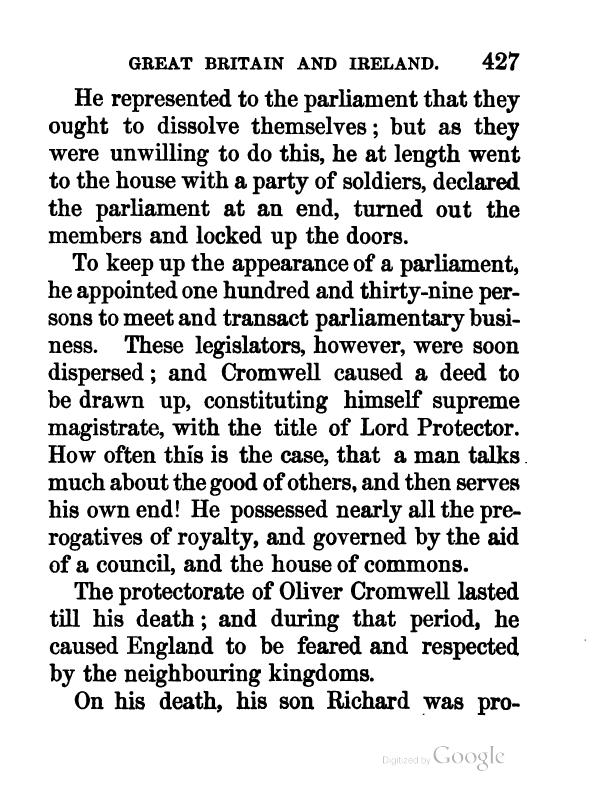 GREAT BRITAIN AND IRELAND. 427
He represented to the parliament that they
ought to dissolve themselves; but as they
were unwilling to do this, he at length went
to the house with a party of soldiers, declared
the parliament at an end, turned out the
members and locked up the doors.
To keep up the appearance of a parliament,
he appointed one hundred and thirty-nine per-
sons to meet and transact parliamentary busi-
ness. These legislators, however, were soon
dispersed; and Cromwell caused a deed to
be drawn up, constituting himself supreme
magistrate, with the title of Lord Protector.
How often this is the case, that a man talks
much about the good of others, and then serves
his own end! He possessed nearly all the pre-
rogatives of royalty, and governed by the aid
of a council, and the house of commons.
The protectorate of Oliver Cromwell lasted
till his death; and during that period, he
caused England to be feared and respected
by the neighbouring kingdoms.
On his death, his son Richard was pro-
Digitized by Google